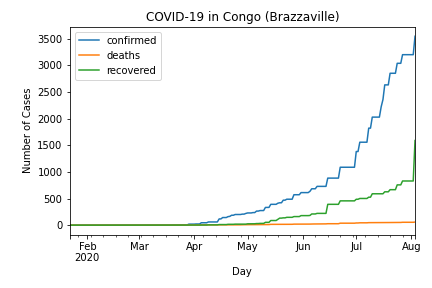 COVID-19 in Congo (Brazzaville)
confirmed
deaths
recovered
Number of Cases
3500
3000
2500
2000
1500
1000
500
0
Feb Mar Apr May Jun Jul Aug
2020
Day